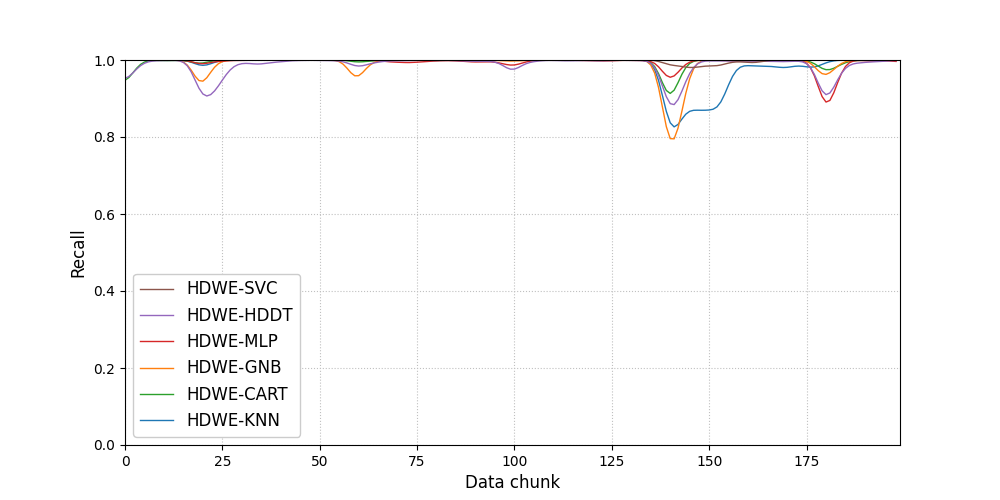 1.0
0.8
0.6
0.4
0.2
0.0
Recall
HDWE-SVC
HDWE-HDDT
HDWE-MLP
HDWE-GNB
HDWE-CART
HDWE-KNN
0 25 50 75 100 125 150 175
Data chunk